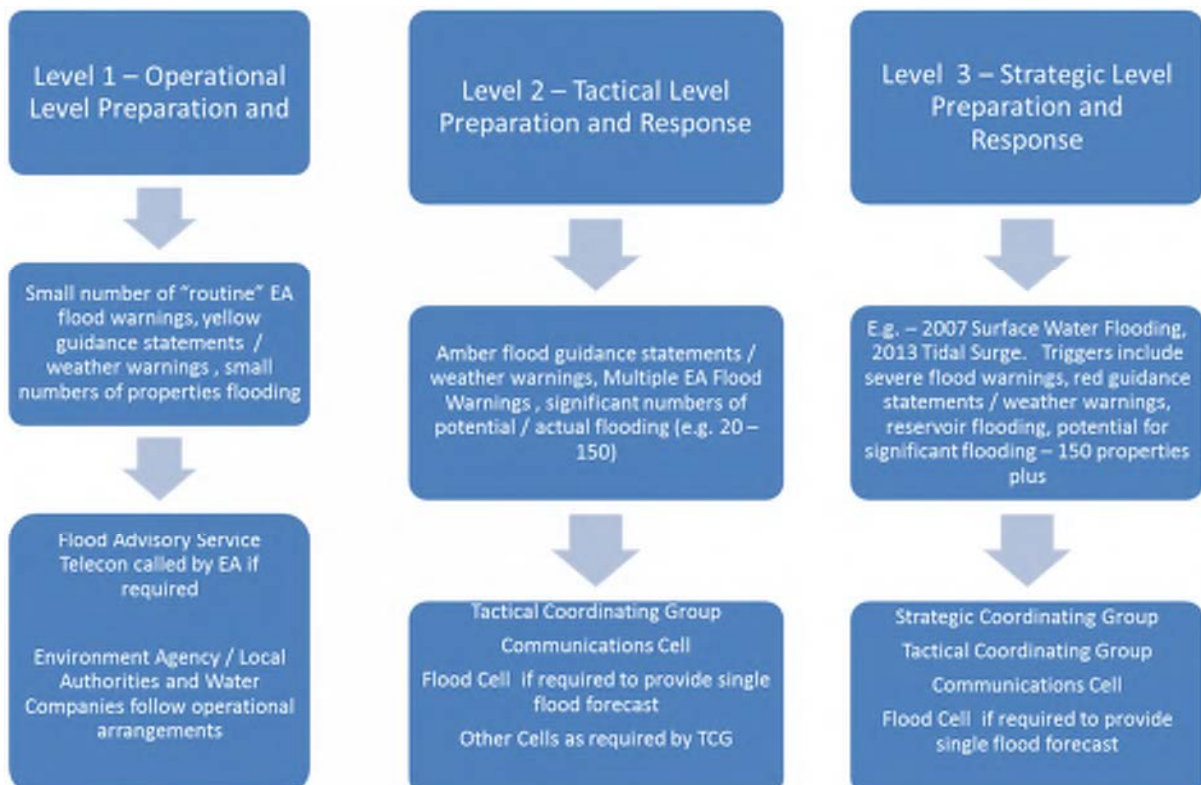 Level 1 – Operational
Level Preparation and
Small number of “routine” EA
flood warnings, yellow
guidance statements /
weather warnings , small
numbers of properties flooding
Flood Advisory Service
Telecon called by EA if
required
Environment Agency / Local
Authorities and Water
Companies follow operational
arrangements
Level 2 – Tactical Level
Preparation and Response
Amber flood guidance statements /
weather warnings, Multiple EA Flood
Warnings , significant numbers of
potential / actual flooding (e.g. 20 –
150)
Tactical Coordinating Group
Communications Cell
Flood Cell if required to provide single
flood forecast
Other Cells as required by TCG
Level 3 – Strategic Level
Preparation and
Response
E.g. – 2007 Surface Water Flooding,
2013 Tidal Surge. Triggers include
severe flood warnings, red guidance
statements / weather warnings,
reservoir flooding, potential for
significant flooding – 150 properties
plus
Strategic Coordinating Group
Tactical Coordinating Group
Communications Cell
Flood Cell if required to provide
single flood forecast